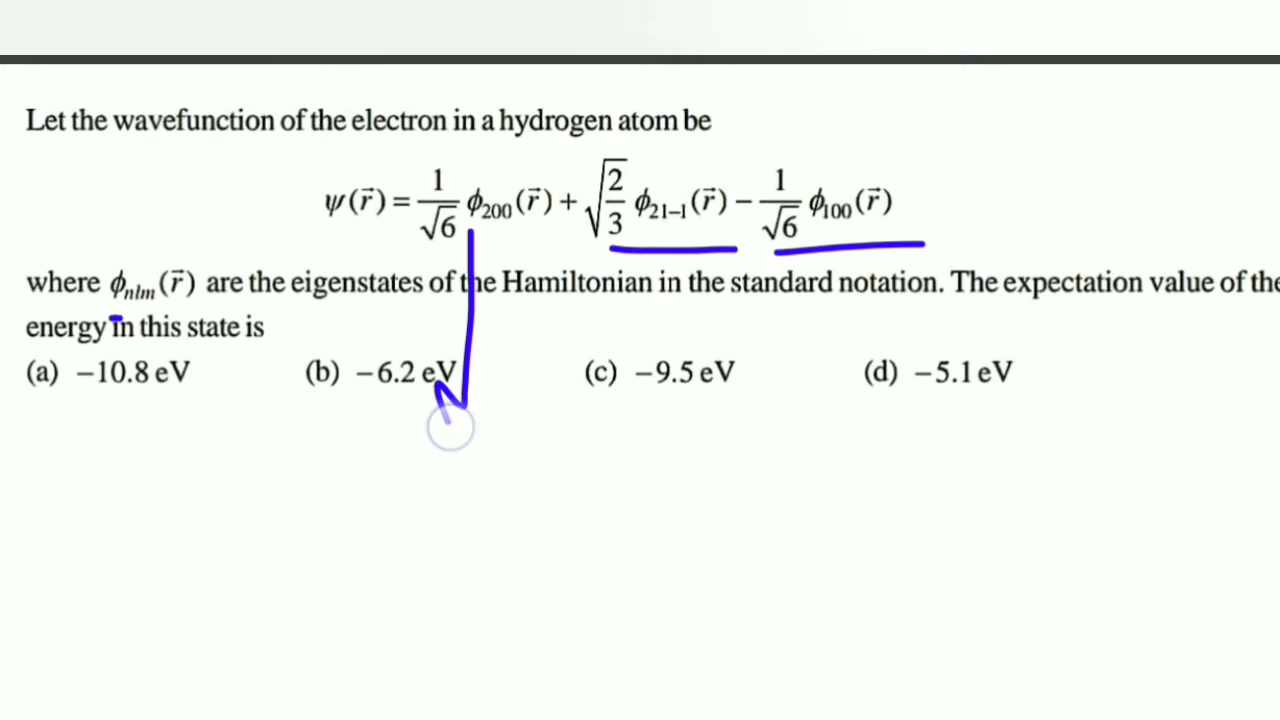 Let the wavefunction of the electron in a hydrogen atom be
ψ(r⃗) = 1/√6 ϕ₂₀₀(r⃗) + √(2/3) ϕ₂₁₋₁(r⃗) − 1/√6 ϕ₁₀₀(r⃗)
where ϕₙₗₘ(r⃗) are the eigenstates of the Hamiltonian in the standard notation. The expectation value of the
energy in this state is
(a) −10.8 eV (b) −6.2 eV (c) −9.5 eV (d) −5.1 eV